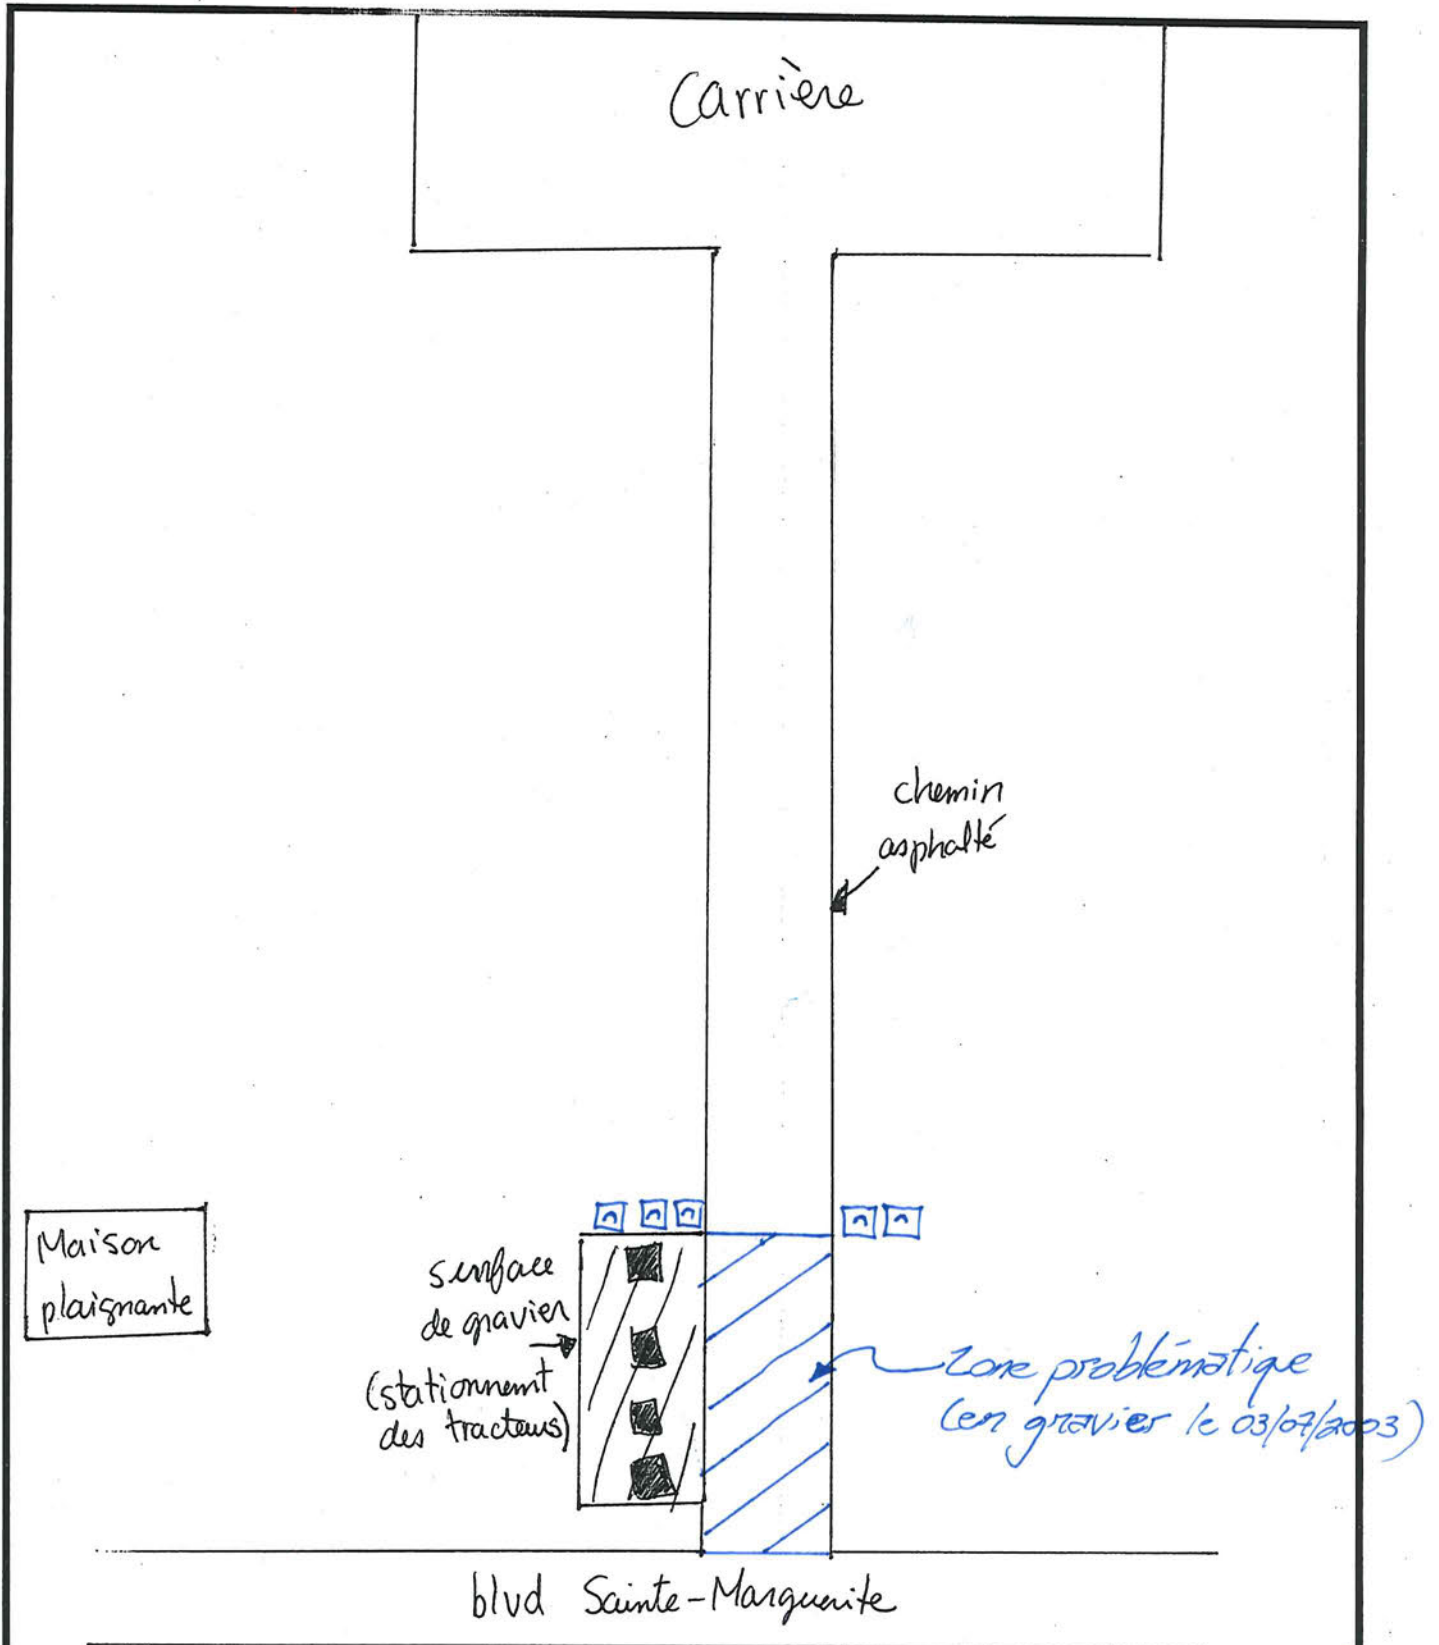 Carrière
chemin
asphalté
Maison
plaignante
surface
de gravier
(stationnemt
des tracteurs)
zone problématique
(en gravier le 03/07/2003)
blvd Sainte-Marguerite